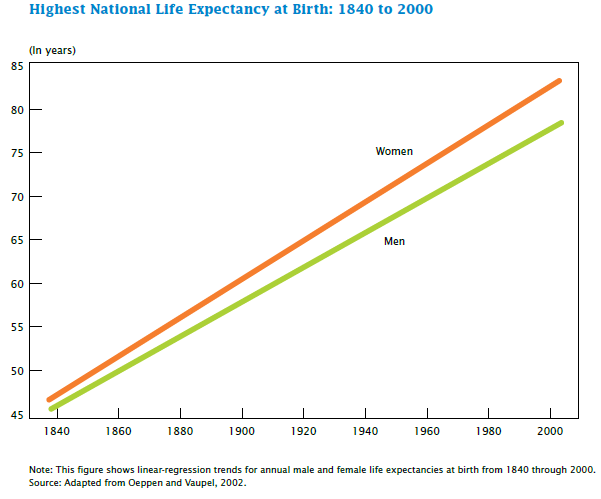 Highest National Life Expectancy at Birth: 1840 to 2000
(In years)
85
80
75
70
65
60
55
50
45
Women
Men
1840 1860 1880 1900 1920 1940 1960 1980 2000
Note: This figure shows linear-regression trends for annual male and female life expectancies at birth from 1840 through 2000.
Source: Adapted from Oeppen and Vaupel, 2002.